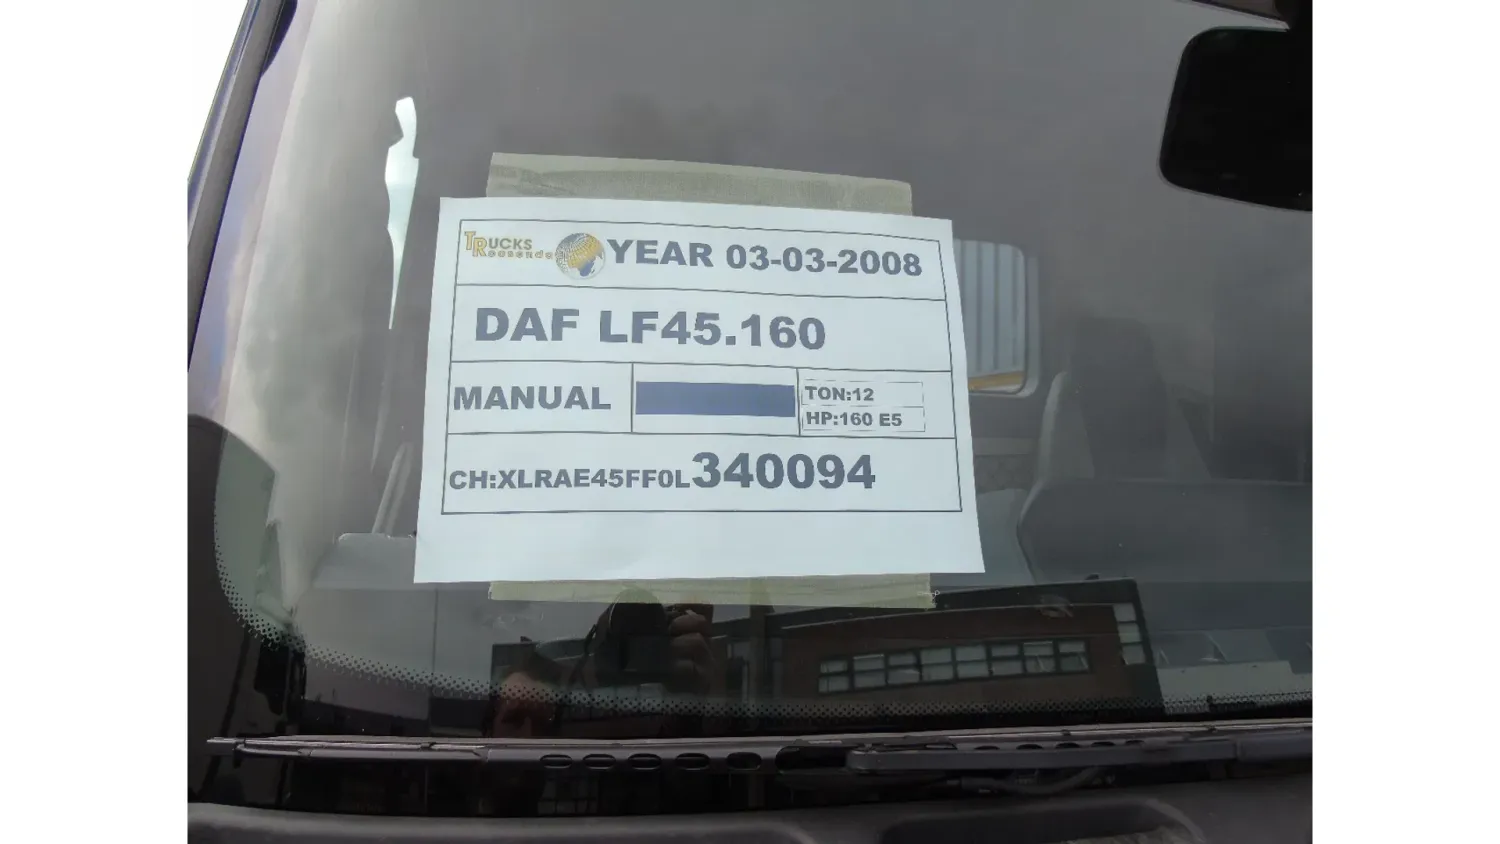 TRUCKS
Roosendaal
YEAR 03-03-2008
DAF LF45.160
MANUAL
TON:12
HP:160 E5
CH:XLRAE45FF0L340094